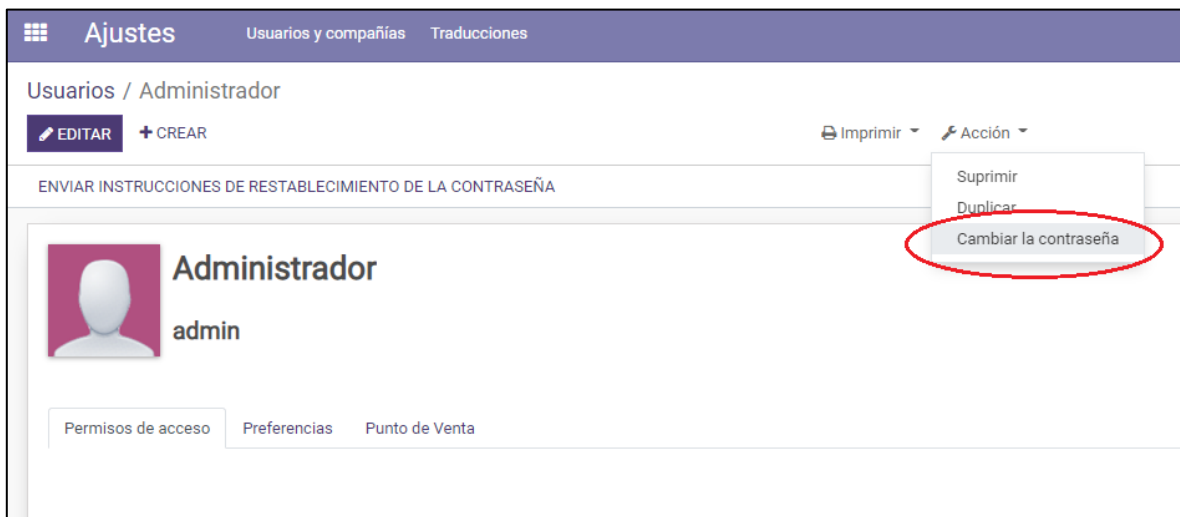 Ajustes Usuarios y compañías Traducciones
Usuarios / Administrador
EDITAR + CREAR Imprimir Acción
ENVIAR INSTRUCCIONES DE RESTABLECIMIENTO DE LA CONTRASEÑA
Suprimir
Duplicar
Cambiar la contraseña
Administrador
admin
Permisos de acceso Preferencias Punto de Venta